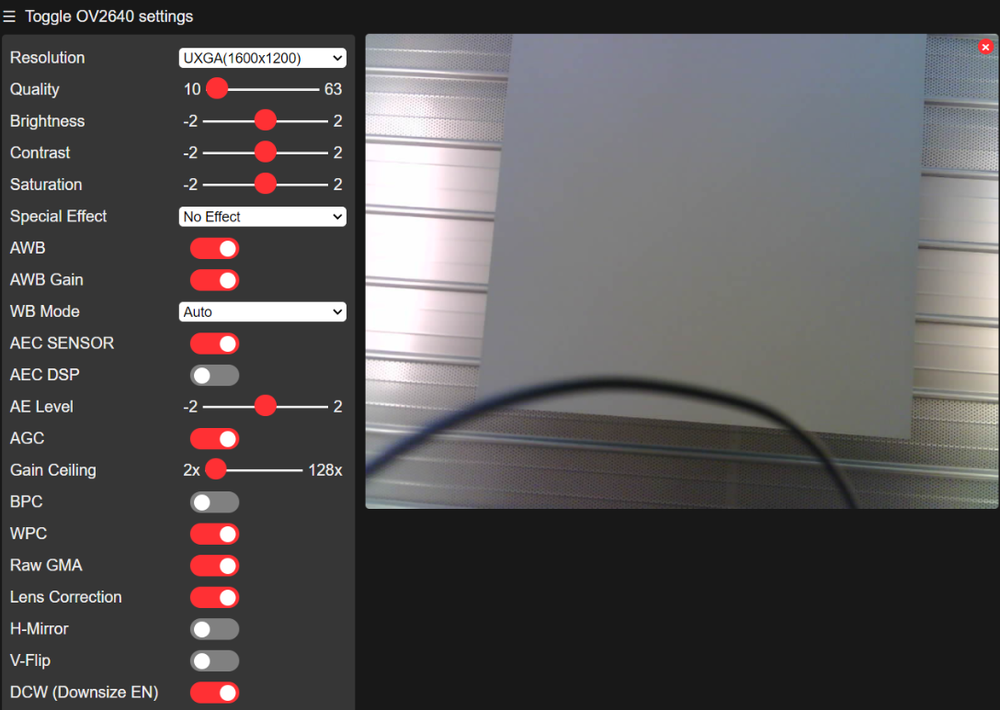 ☰ Toggle OV2640 settings
Resolution UXGA(1600x1200)
Quality 10 63
Brightness -2 2
Contrast -2 2
Saturation -2 2
Special Effect No Effect
AWB
AWB Gain
WB Mode Auto
AEC SENSOR
AEC DSP
AE Level -2 2
AGC
Gain Ceiling 2x 128x
BPC
WPC
Raw GMA
Lens Correction
H-Mirror
V-Flip
DCW (Downsize EN)